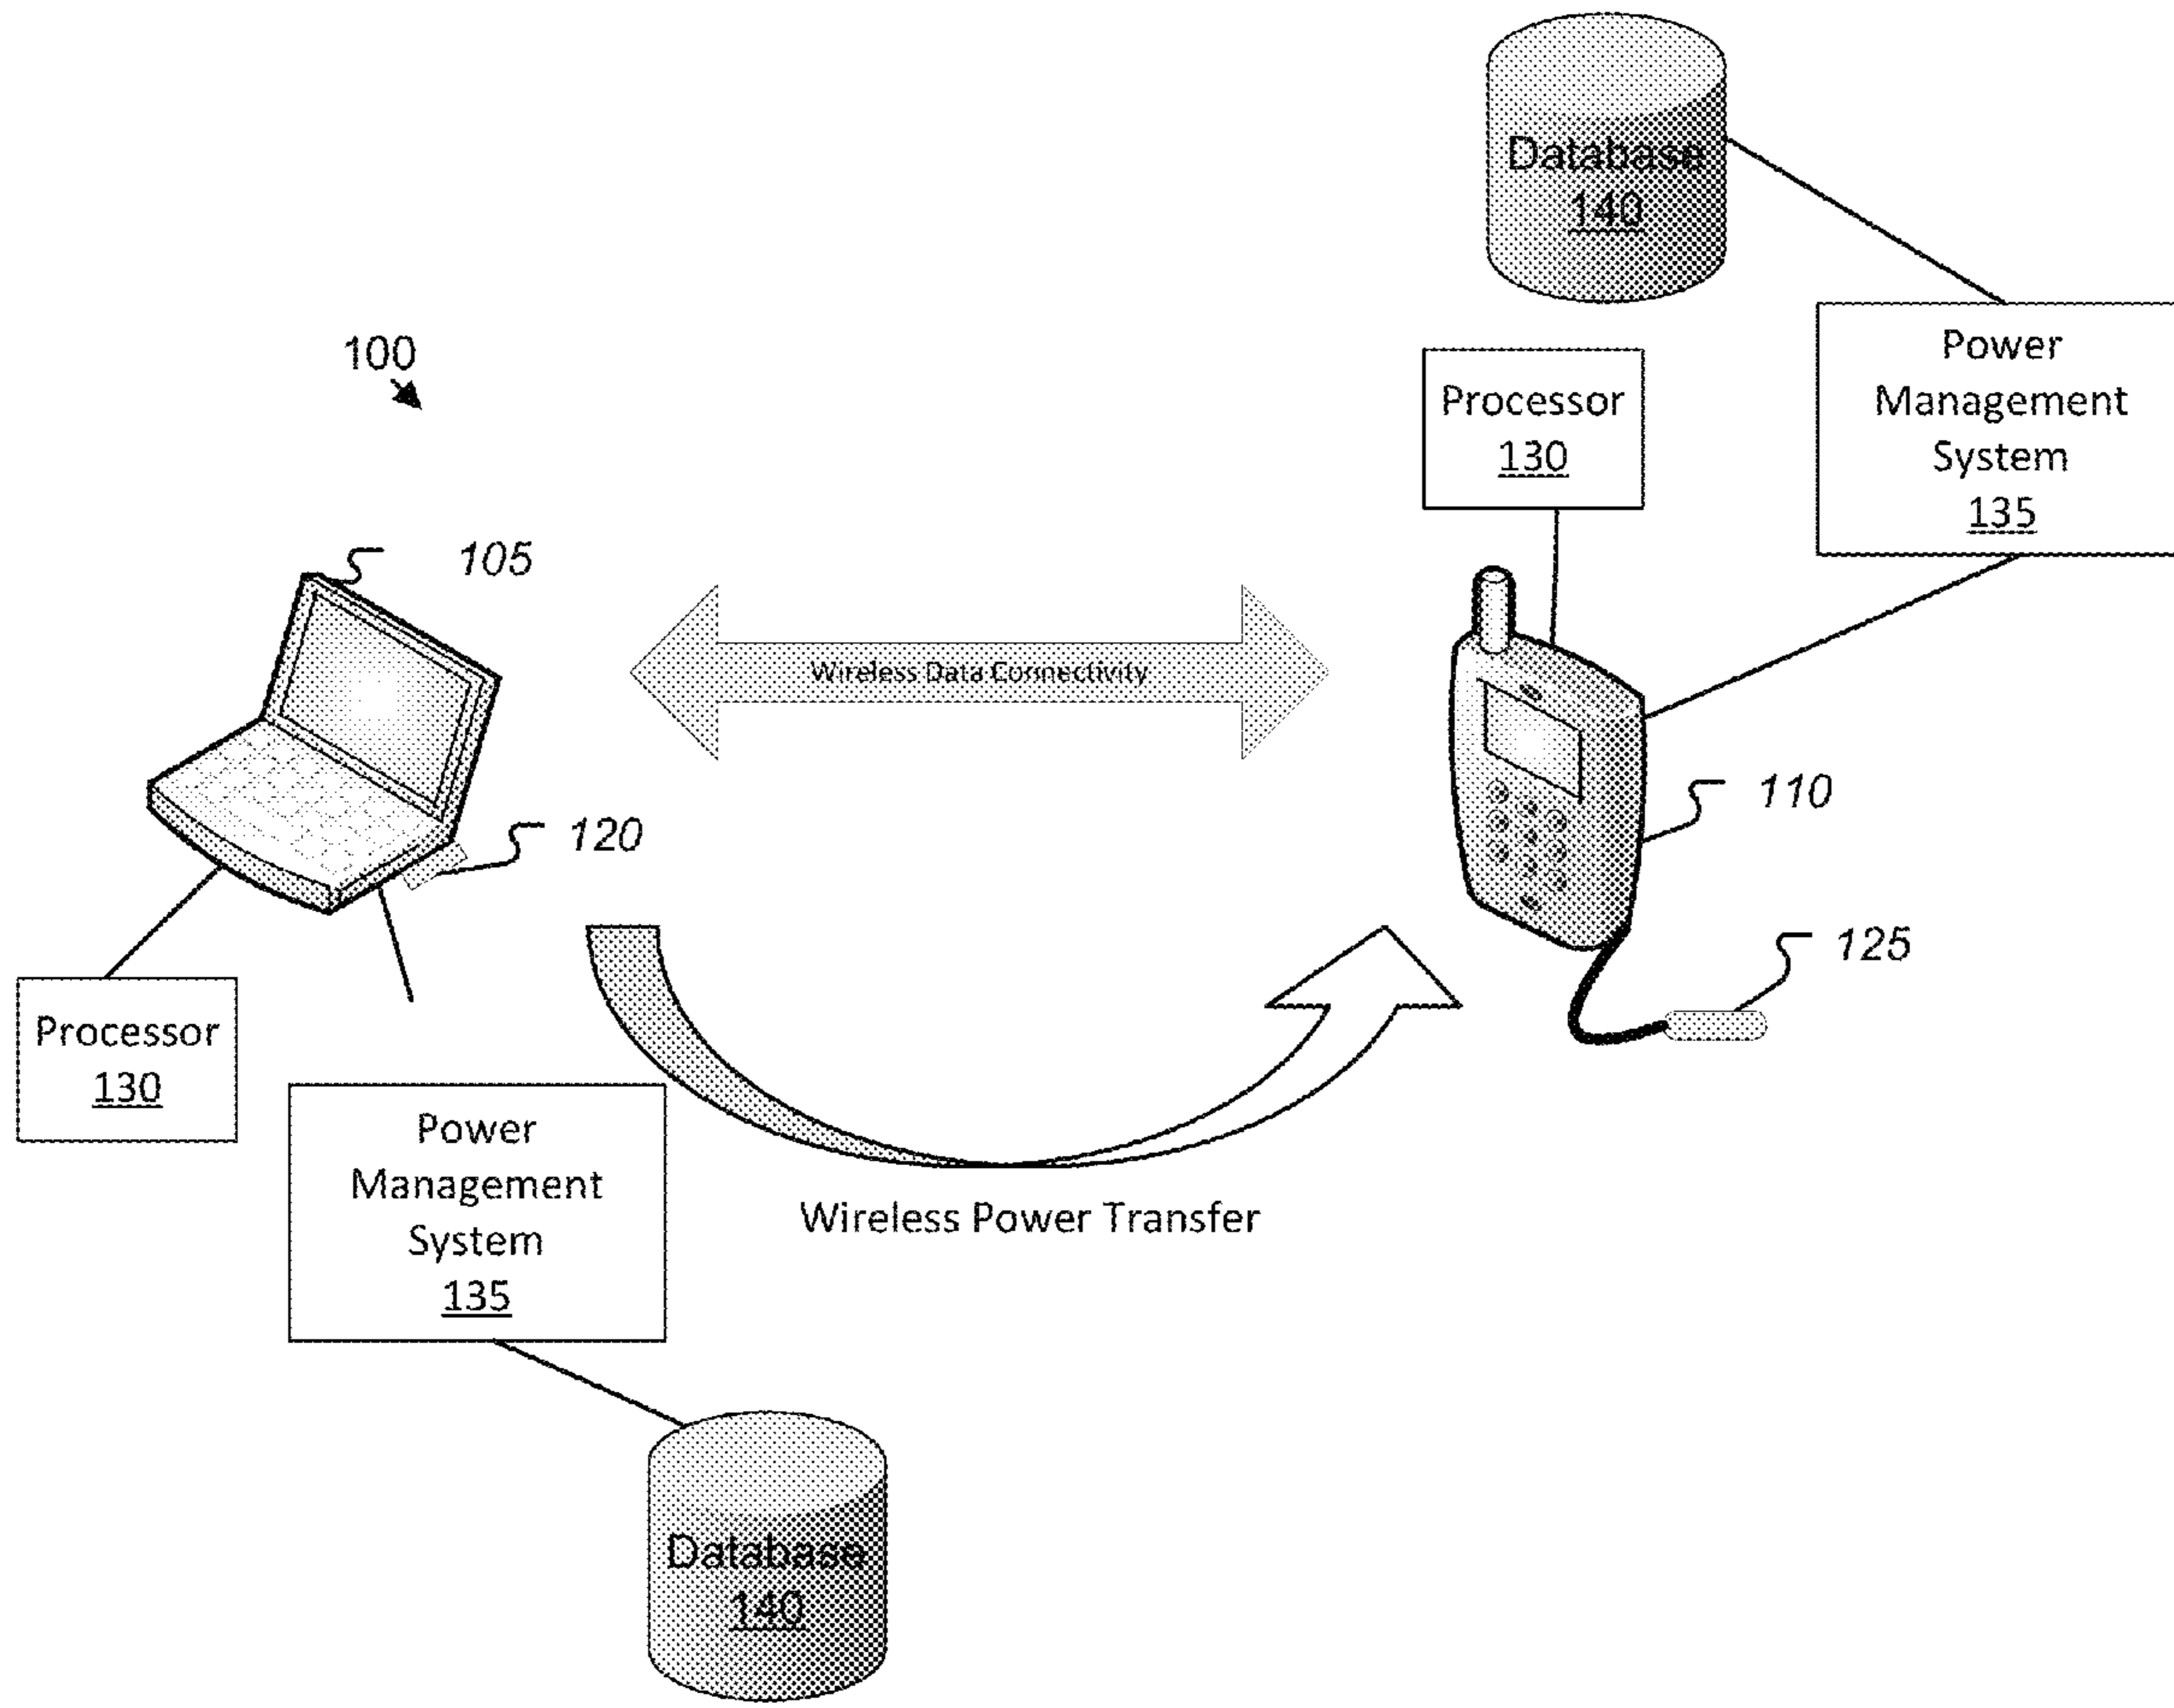 Database
140
100
Processor
130
Power
Management
System
135
105
Wireless Data Connectivity
110
120
125
Processor
130
Power
Management
System
135
Wireless Power Transfer
Database
140